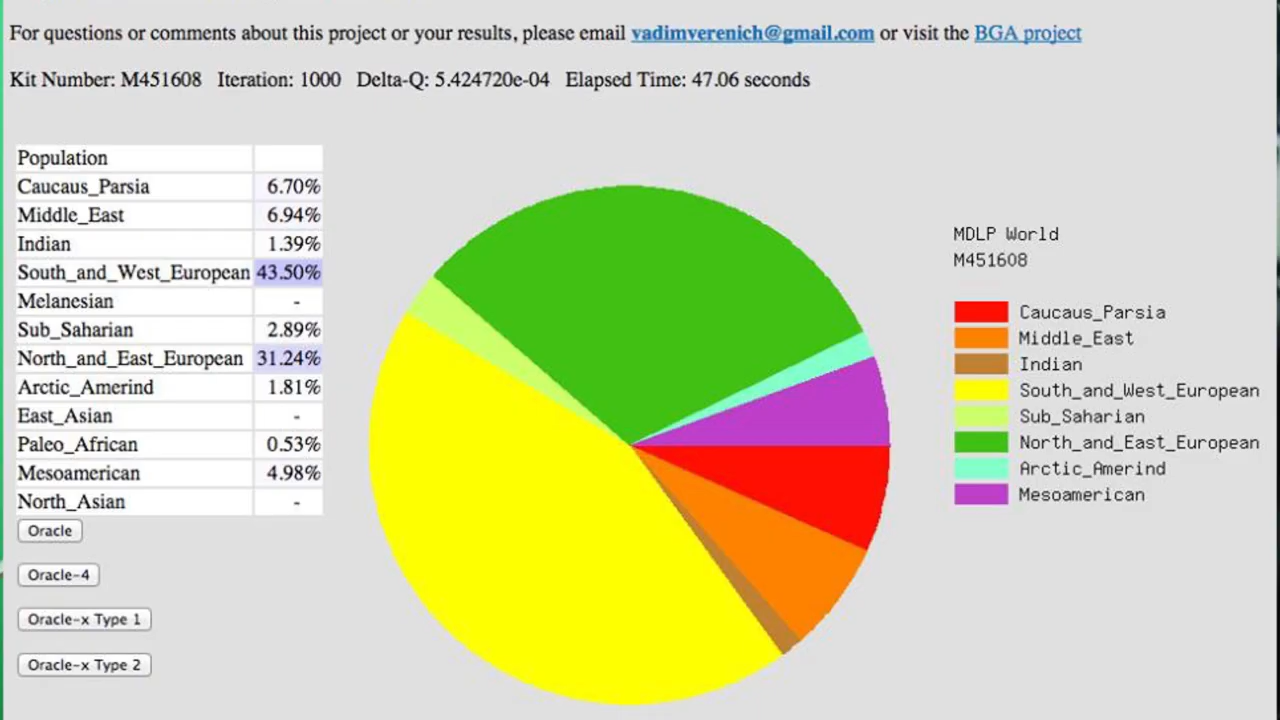 For questions or comments about this project or your results, please email vadimverenich@gmail.com or visit the BGA project
Kit Number: M451608 Iteration: 1000 Delta-Q: 5.424720e-04 Elapsed Time: 47.06 seconds
Population
Caucaus_Parsia 6.70%
Middle_East 6.94%
Indian 1.39%
South_and_West_European 43.50%
Melanesian -
Sub_Saharian 2.89%
North_and_East_European 31.24%
Arctic_Amerind 1.81%
East_Asian -
Paleo_African 0.53%
Mesoamerican 4.98%
North_Asian -
Oracle
Oracle-4
Oracle-x Type 1
Oracle-x Type 2
MDLP World
M451608
Caucaus_Parsia
Middle_East
Indian
South_and_West_European
Sub_Saharian
North_and_East_European
Arctic_Amerind
Mesoamerican